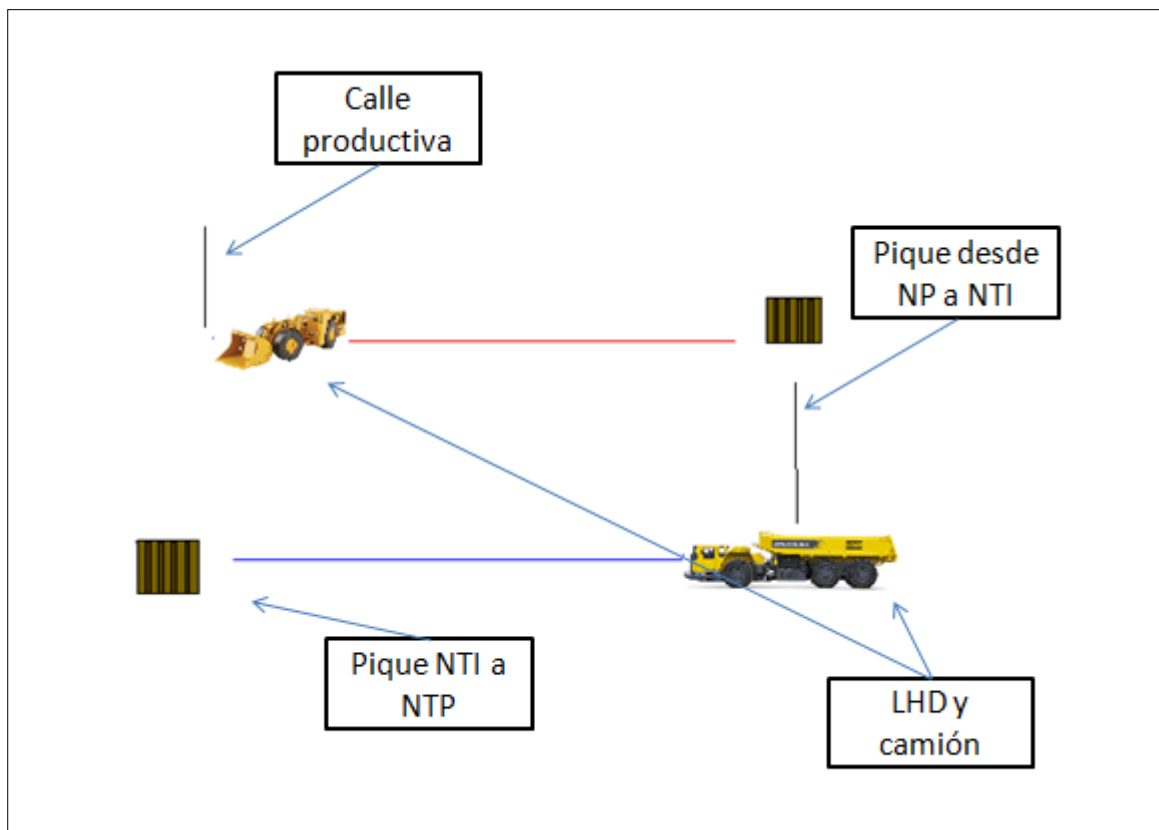 Calle
productiva
Pique desde
NP a NTI
Pique NTI a
NTP
LHD y
camión